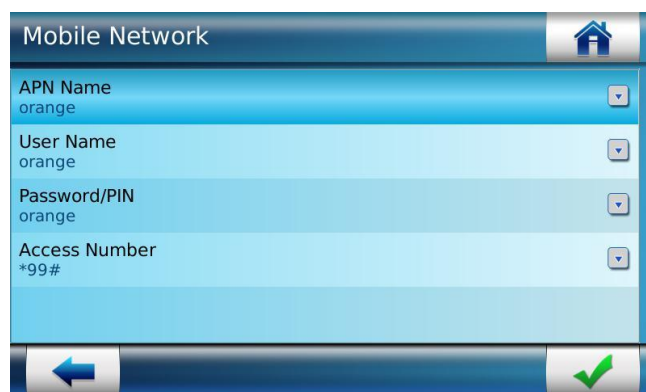 Mobile Network
APN Name
orange
User Name
orange
Password/PIN
orange
Access Number
*99#